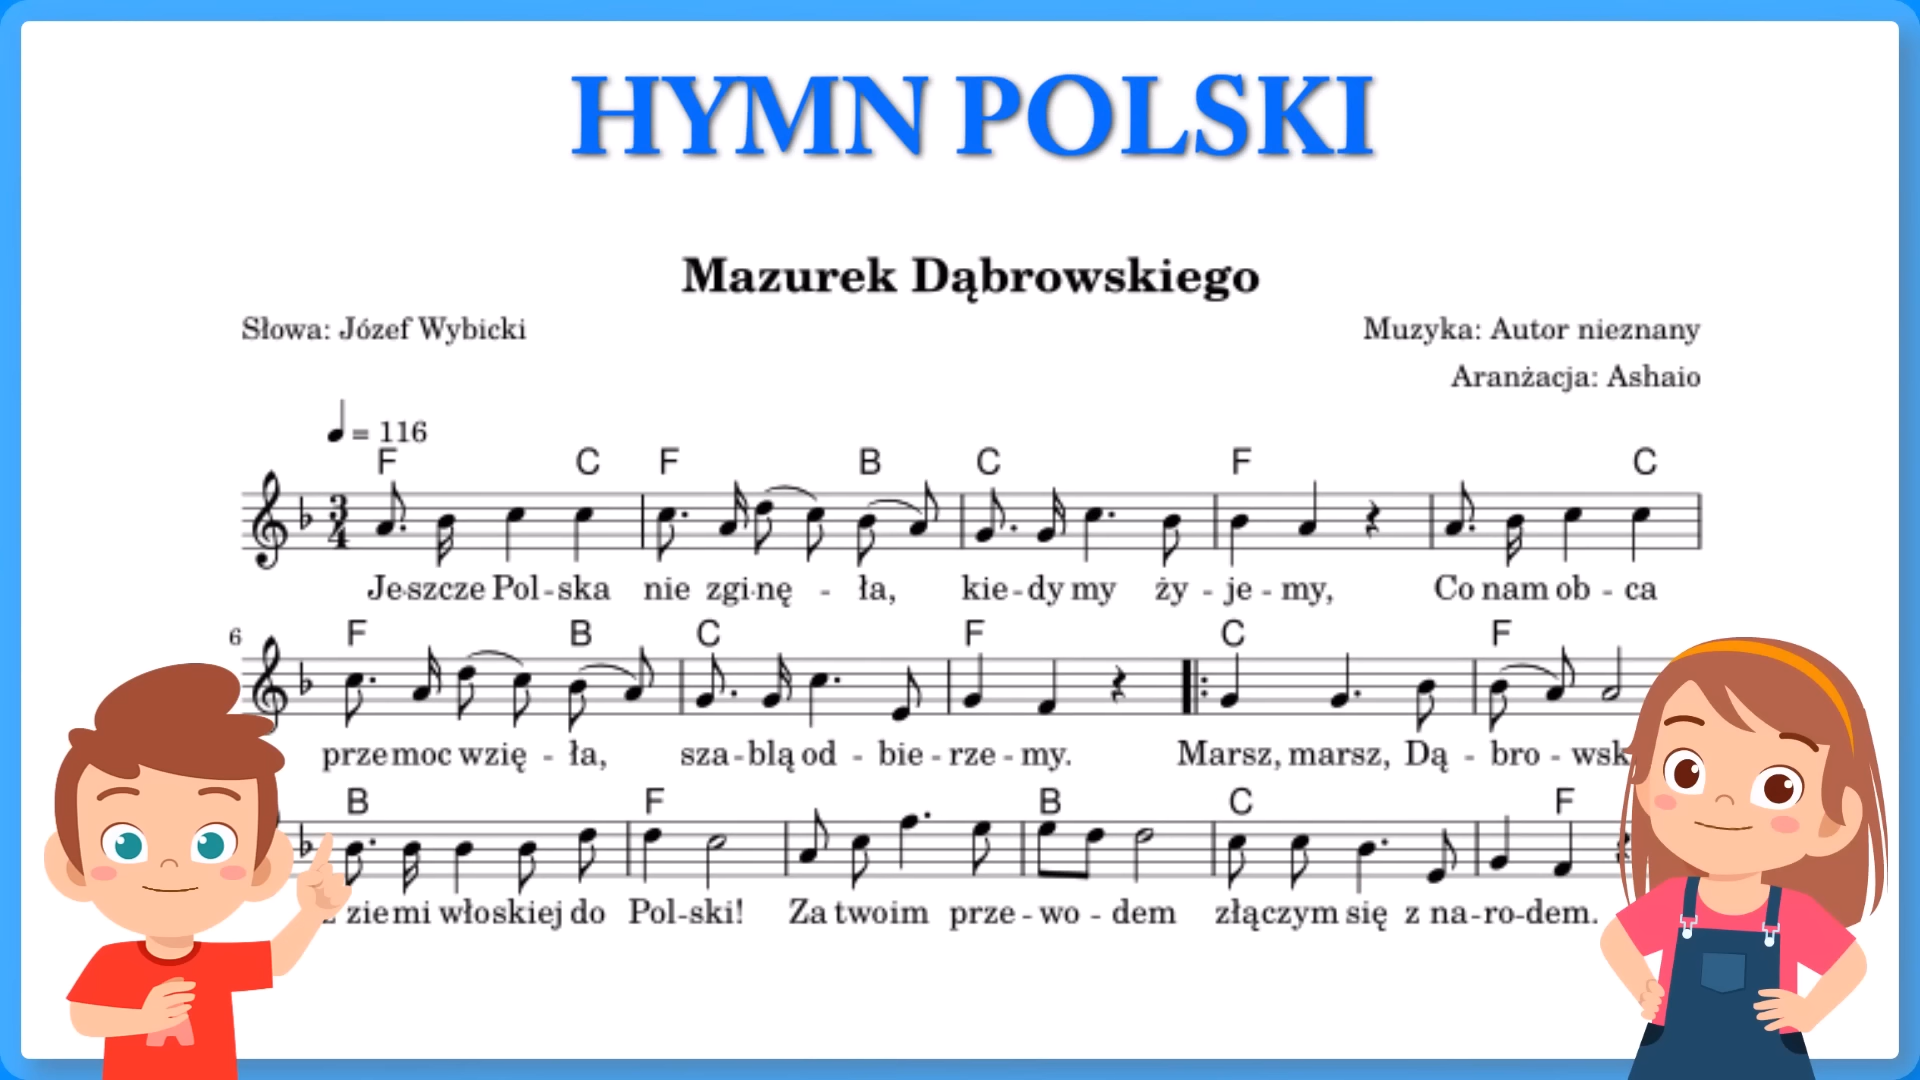 HYMN POLSKI
Mazurek Dąbrowskiego
Słowa: Józef Wybicki
Muzyka: Autor nieznany
Aranżacja: Ashaio
= 116
F C F B C F C
3
4
Je-szcze Pol-ska nie zgi-nę - ła, kie-dy my ży - je - my, Co nam ob - ca
6
F B C F C F
przemoc wzię - ła, sza-blą od - bie - rze - my. Marsz, marsz, Dą - bro -
B F B C F
ziemi włoskiej do Pol-ski! Za twoim prze - wo - dem złączym się z na-ro-dem.